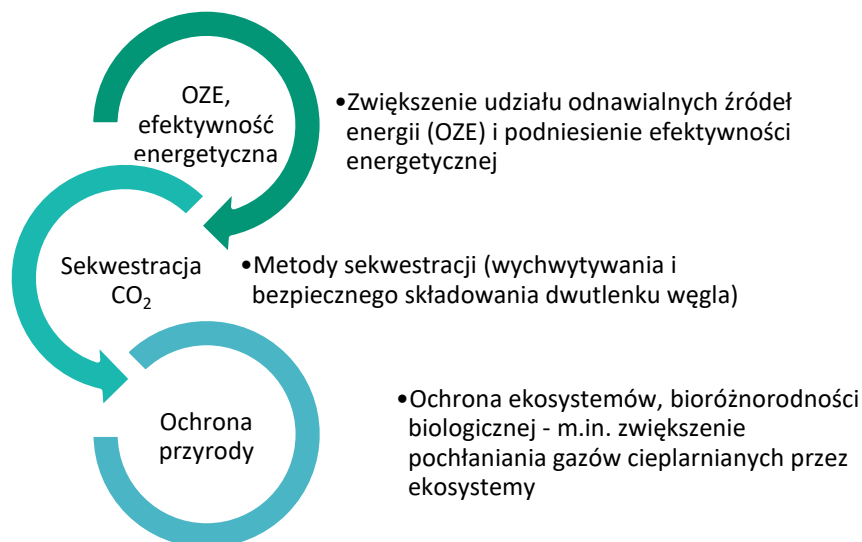 OZE,
efektywność
energetyczna
•Zwiększenie udziału odnawialnych źródeł
energii (OZE) i podniesienie efektywności
energetycznej
Sekwestracja
CO₂
•Metody sekwestracji (wychwytywania i
bezpiecznego składowania dwutlenku węgla)
Ochrona
przyrody
•Ochrona ekosystemów, bioróżnorodności
biologicznej - m.in. zwiększenie
pochłaniania gazów cieplarnianych przez
ekosystemy